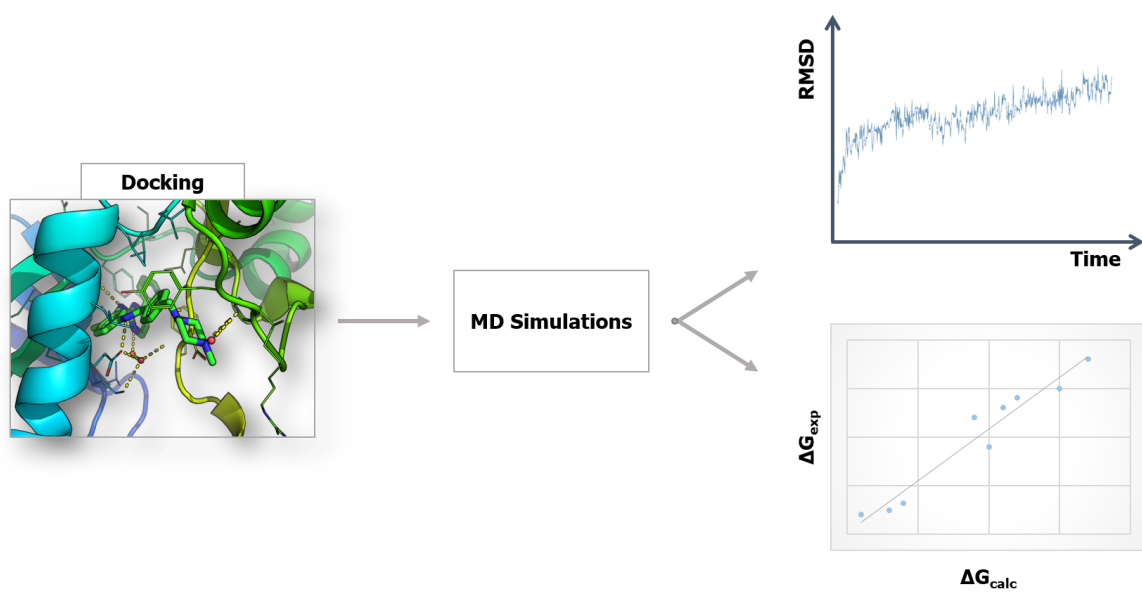 Docking
MD Simulations
RMSD
Time
ΔGexp
ΔGcalc